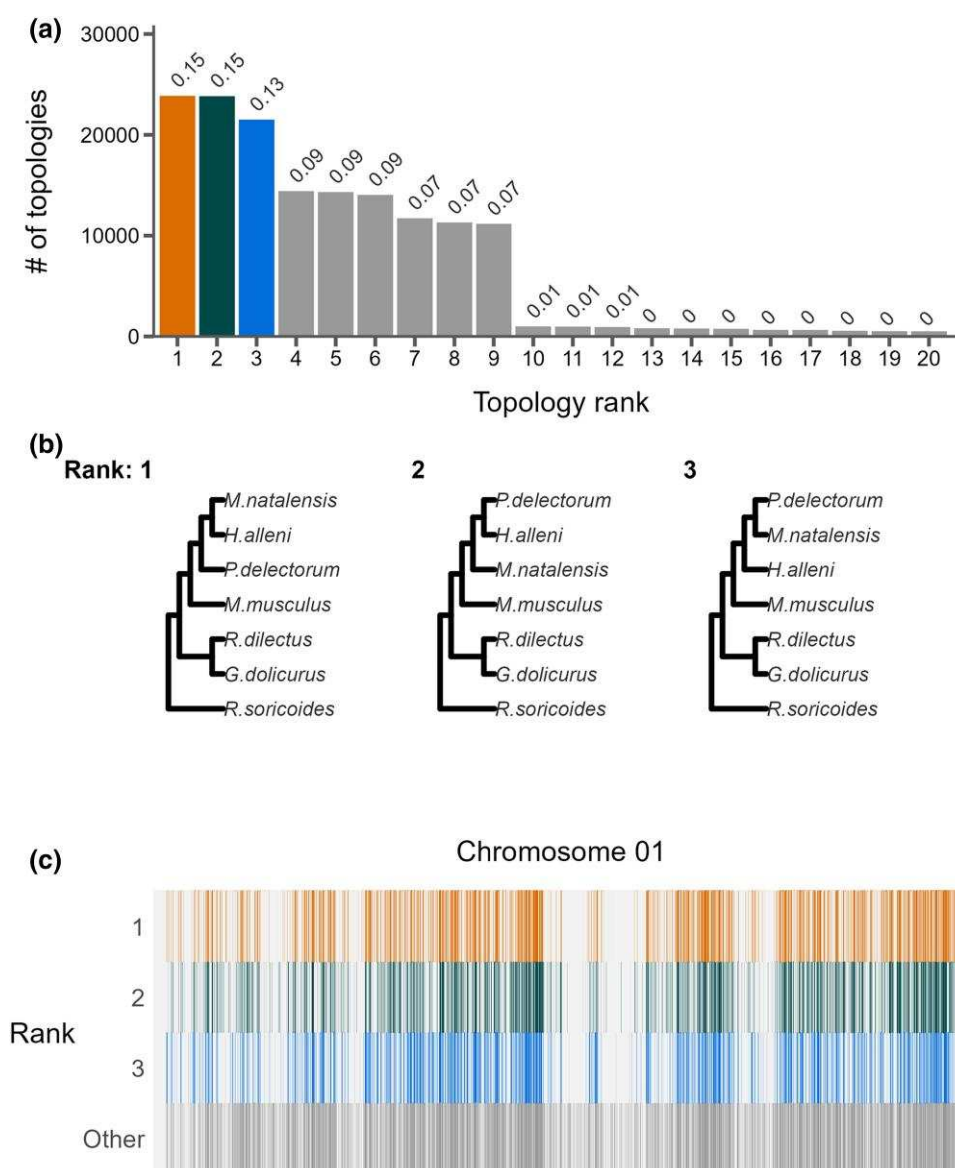 (a)
# of topologies
30000
20000
10000
0
0.15
0.15
0.13
0.09
0.09
0.09
0.07
0.07
0.07
0.01
0.01
0.01
0
0
0
0
0
0
0
0
1 2 3 4 5 6 7 8 9 10 11 12 13 14 15 16 17 18 19 20
Topology rank
(b)
Rank: 1
M.natalensis
H.alleni
P.delectorum
M.musculus
R.dilectus
G.dolicurus
R.soricoides
2
P.delectorum
H.alleni
M.natalensis
M.musculus
R.dilectus
G.dolicurus
R.soricoides
3
P.delectorum
M.natalensis
H.alleni
M.musculus
R.dilectus
G.dolicurus
R.soricoides
(c)
Chromosome 01
Rank
1
2
3
Other